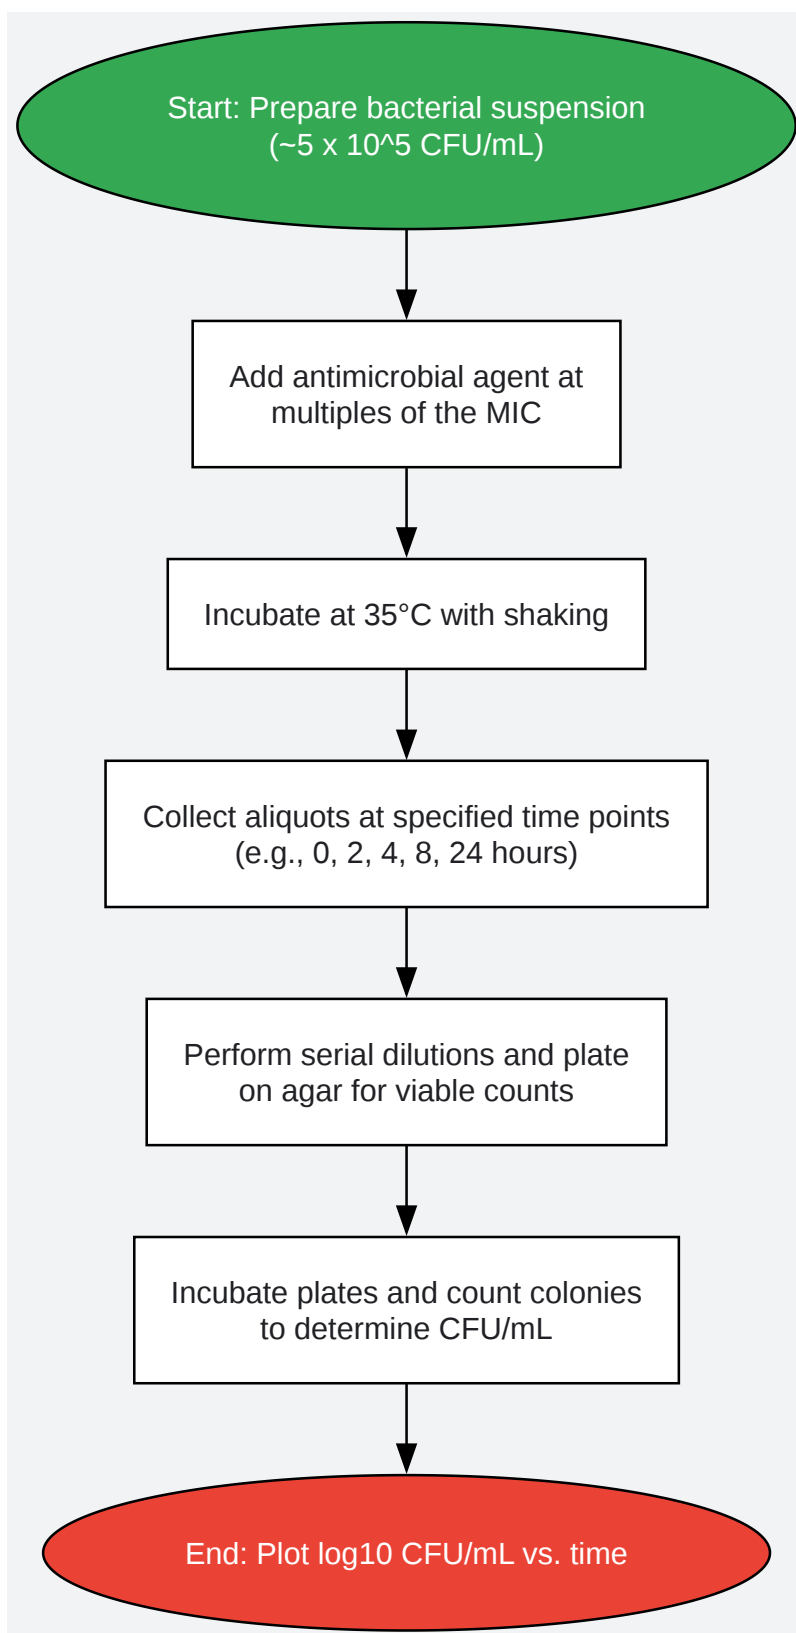 Start: Prepare bacterial suspension
(~5 x 10^5 CFU/mL)
Add antimicrobial agent at
multiples of the MIC
Incubate at 35°C with shaking
Collect aliquots at specified time points
(e.g., 0, 2, 4, 8, 24 hours)
Perform serial dilutions and plate
on agar for viable counts
Incubate plates and count colonies
to determine CFU/mL
End: Plot log10 CFU/mL vs. time